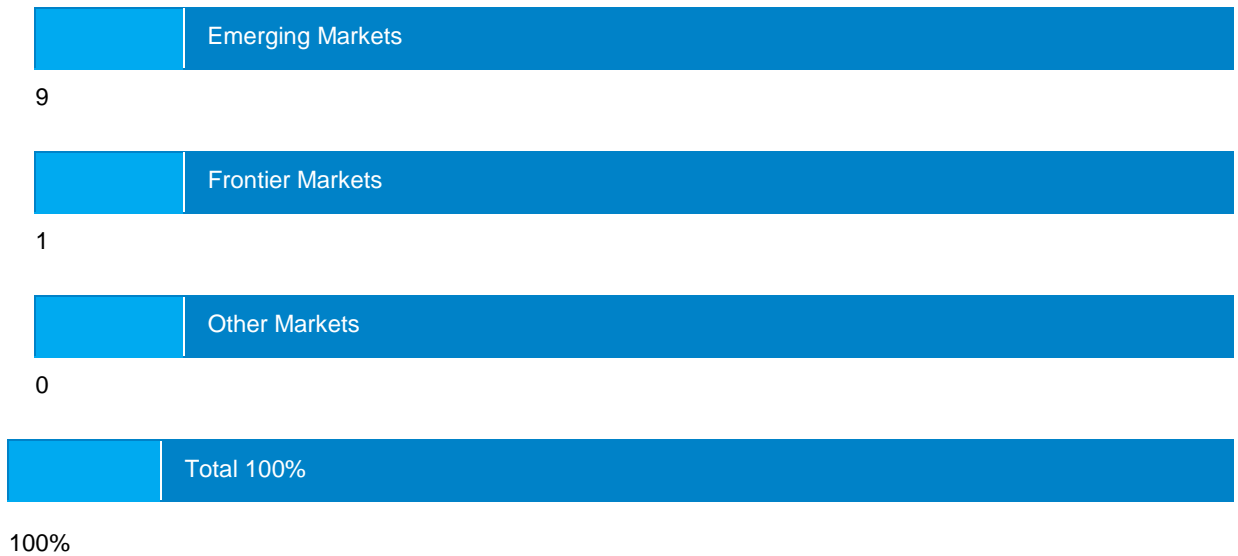 Emerging Markets
9
Frontier Markets
1
Other Markets
0
Total 100%
100%